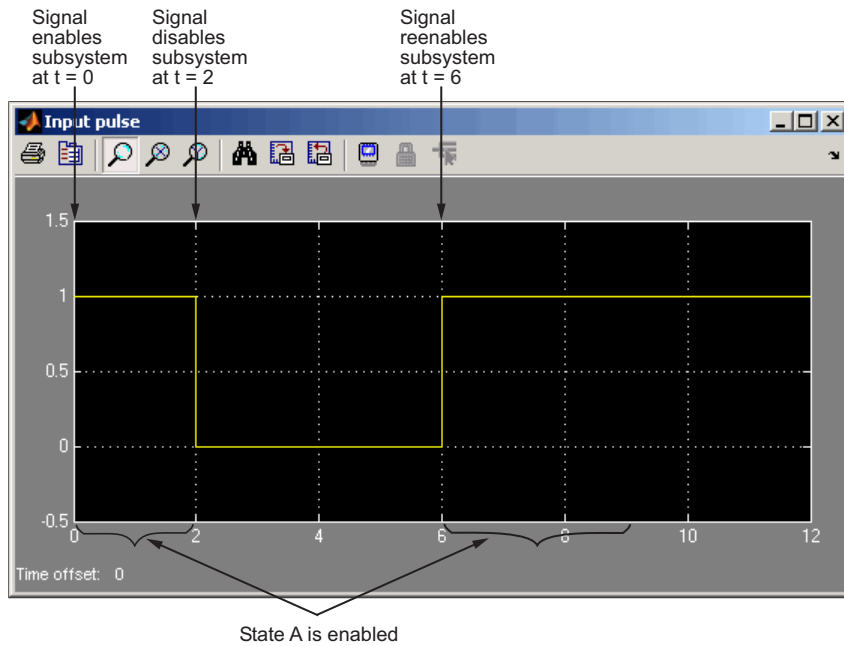 Signal
enables
subsystem
at t = 0
Signal
disables
subsystem
at t = 2
Signal
reenables
subsystem
at t = 6
Input pulse
1.5
1
0.5
0
-0.5
0
2
4
6
8
10
12
Time offset: 0
State A is enabled